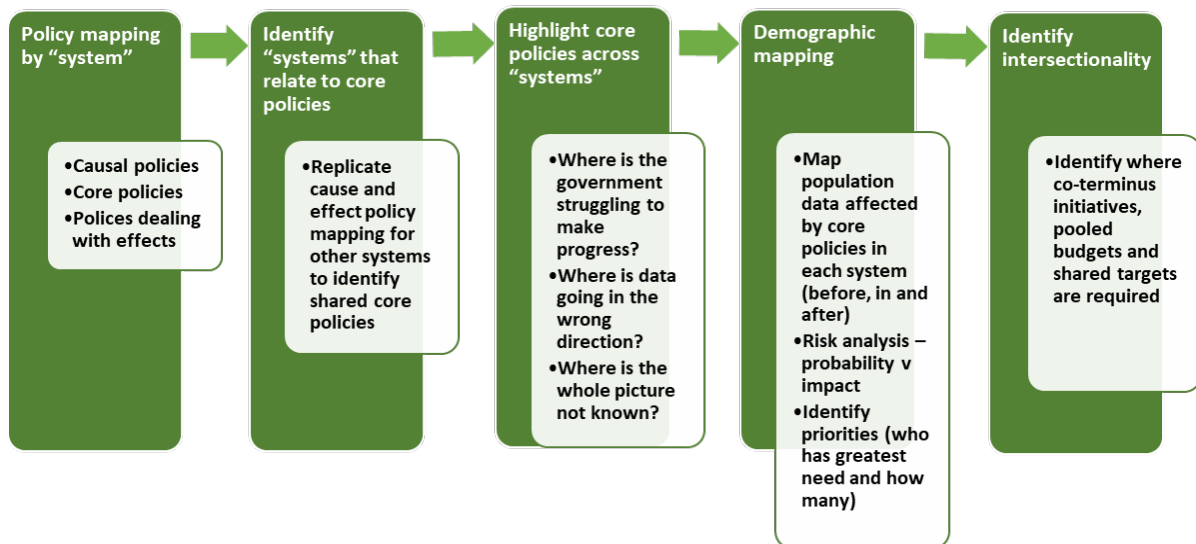 Policy mapping
by “system”
•Causal policies
•Core policies
•Polices dealing
with effects
Identify
“systems” that
relate to core
policies
•Replicate
cause and
effect policy
mapping for
other systems
to identify
shared core
policies
Highlight core
policies across
“systems”
•Where is the
government
struggling to
make
progress?
•Where is data
going in the
wrong
direction?
•Where is the
whole picture
not known?
Demographic
mapping
•Map
population
data affected
by core
policies in
each system
(before, in and
after)
•Risk analysis –
probability v
impact
•Identify
priorities (who
has greatest
need and how
many)
Identify
intersectionality
•Identify where
co-terminus
initiatives,
pooled
budgets and
shared targets
are required